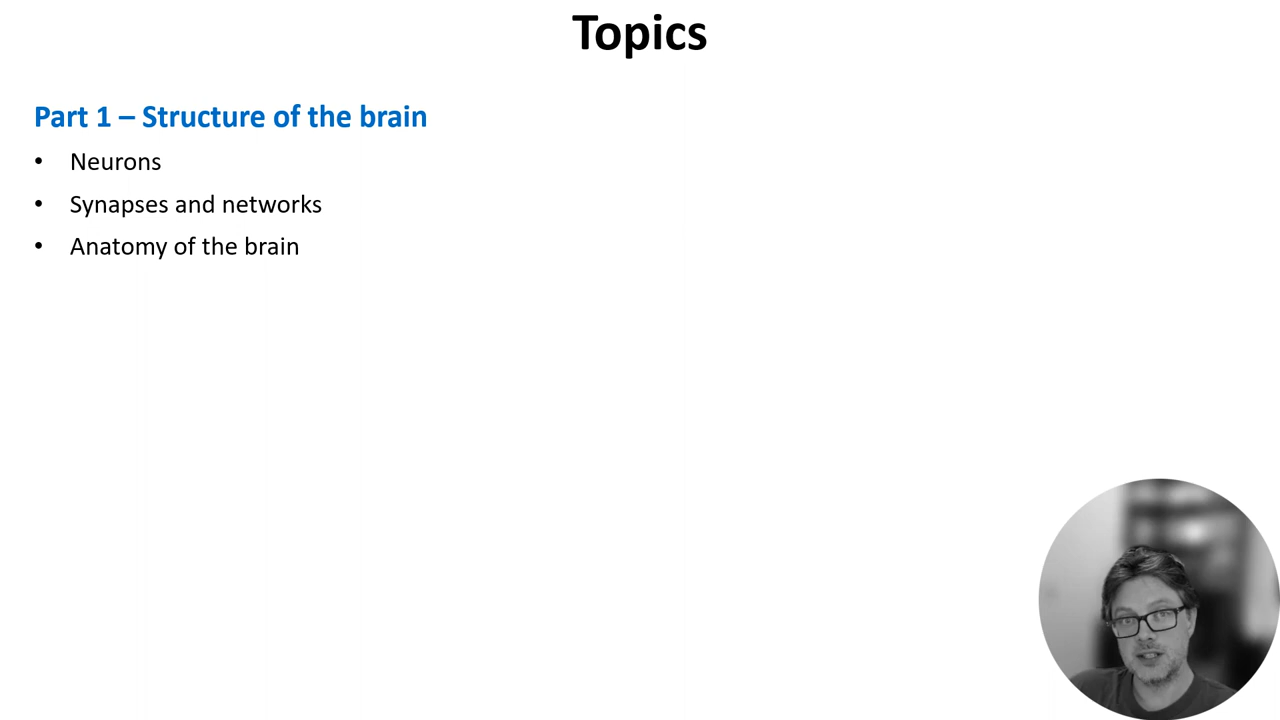 Topics
Part 1 – Structure of the brain
• Neurons
• Synapses and networks
• Anatomy of the brain